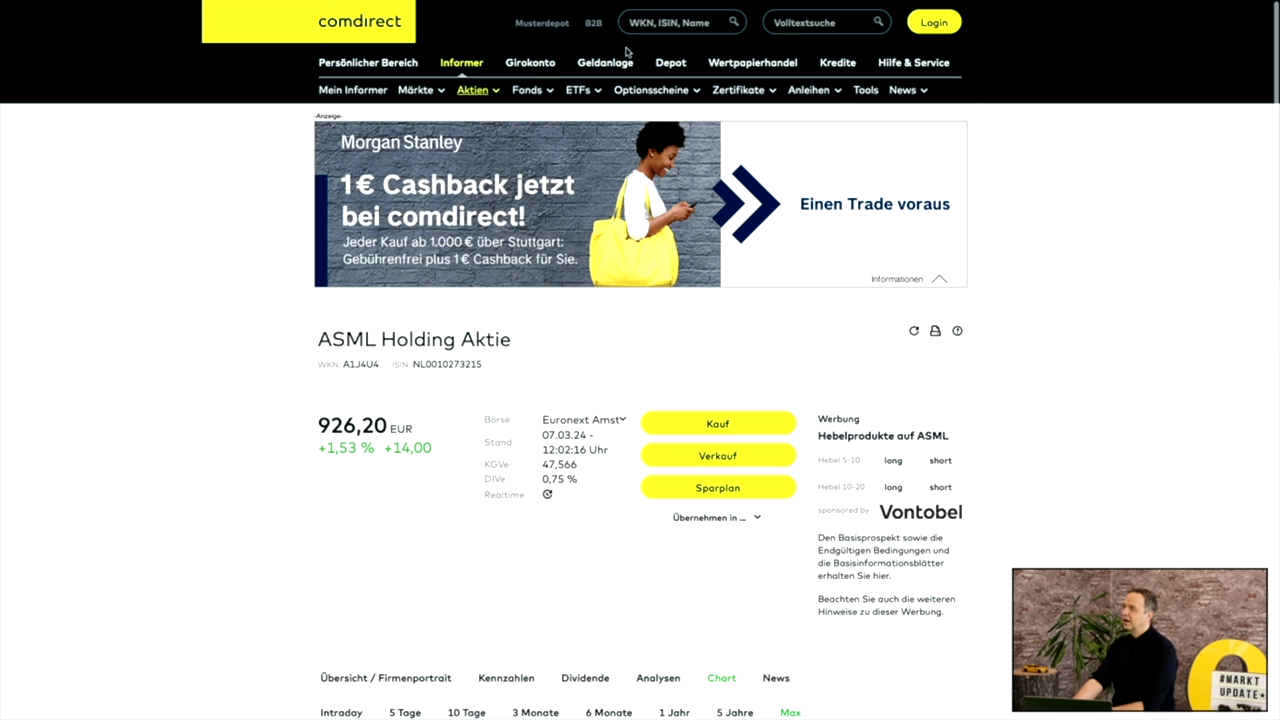 comdirect
Musterdepot B2B WKN, ISIN, Name Volltextsuche Login
Persönlicher Bereich Informer Girokonto Geldanlage Depot Wertpapierhandel Kredite Hilfe & Service
Mein Informer Märkte Aktien Fonds ETFs Optionsscheine Zertifikate Anleihen Tools News
-Anzeige-
Morgan Stanley
1 € Cashback jetzt
bei comdirect!
Jeder Kauf ab 1.000 € über Stuttgart:
Gebührenfrei plus 1 € Cashback für Sie.
Einen Trade voraus
Informationen
ASML Holding Aktie
WKN: A1J4U4 ISIN: NL0010273215
926,20 EUR
+1,53 % +14,00
Börse Euronext Amst
Stand 07.03.24 -
12:02:16 Uhr
KGVe 47,566
DIVe 0,75 %
Realtime
Kauf
Verkauf
Sparplan
Übernehmen in ...
Werbung
Hebelprodukte auf ASML
Hebel 5-10 long short
Hebel 10-20 long short
sponsored by Vontobel
Den Basisprospekt sowie die
Endgültigen Bedingungen und
die Basisinformationsblätter
erhalten Sie hier.
Beachten Sie auch die weiteren
Hinweise zu dieser Werbung.
Übersicht / Firmenportrait Kennzahlen Dividende Analysen Chart News
Intraday 5 Tage 10 Tage 3 Monate 6 Monate 1 Jahr 5 Jahre Max
#MARKT
UPDATE